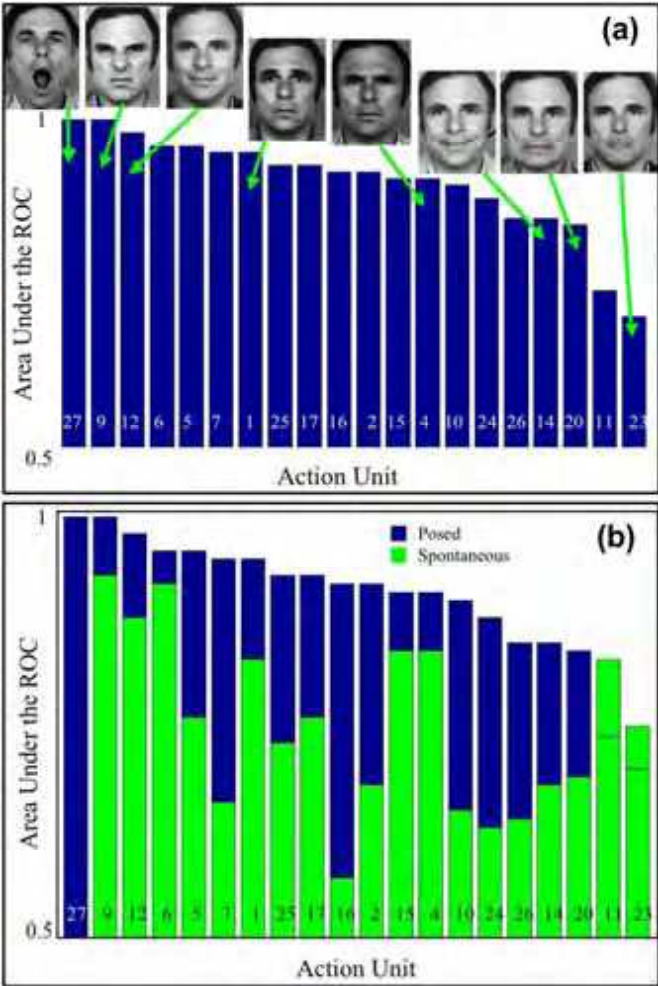 (a)
1
Area Under the ROC
27 9 12 6 5 7 1 25 17 16 2 15 4 10 24 26 14 20 11 23
0.5
Action Unit
1
(b)
Posed
Spontaneous
Area Under the ROC
27 9 12 6 5 7 1 25 17 16 2 15 4 10 24 26 14 20 11 23
0.5
Action Unit